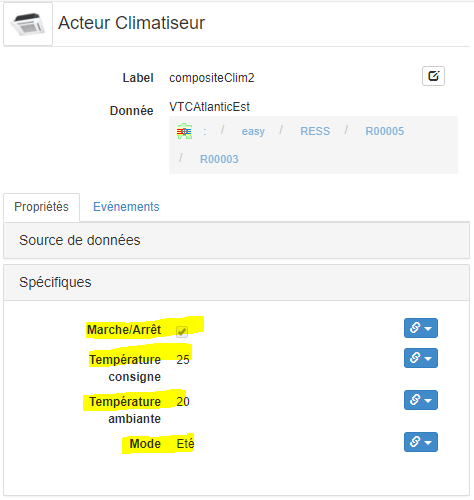 Acteur Climatiseur
Label compositeClim2
Donnée VTCAtlanticEst
: / easy / RESS / R00005
/ R00003
Propriétés Evénements
Source de données
Spécifiques
Marche/Arrêt
Température 25
consigne
Température 20
ambiante
Mode Eté